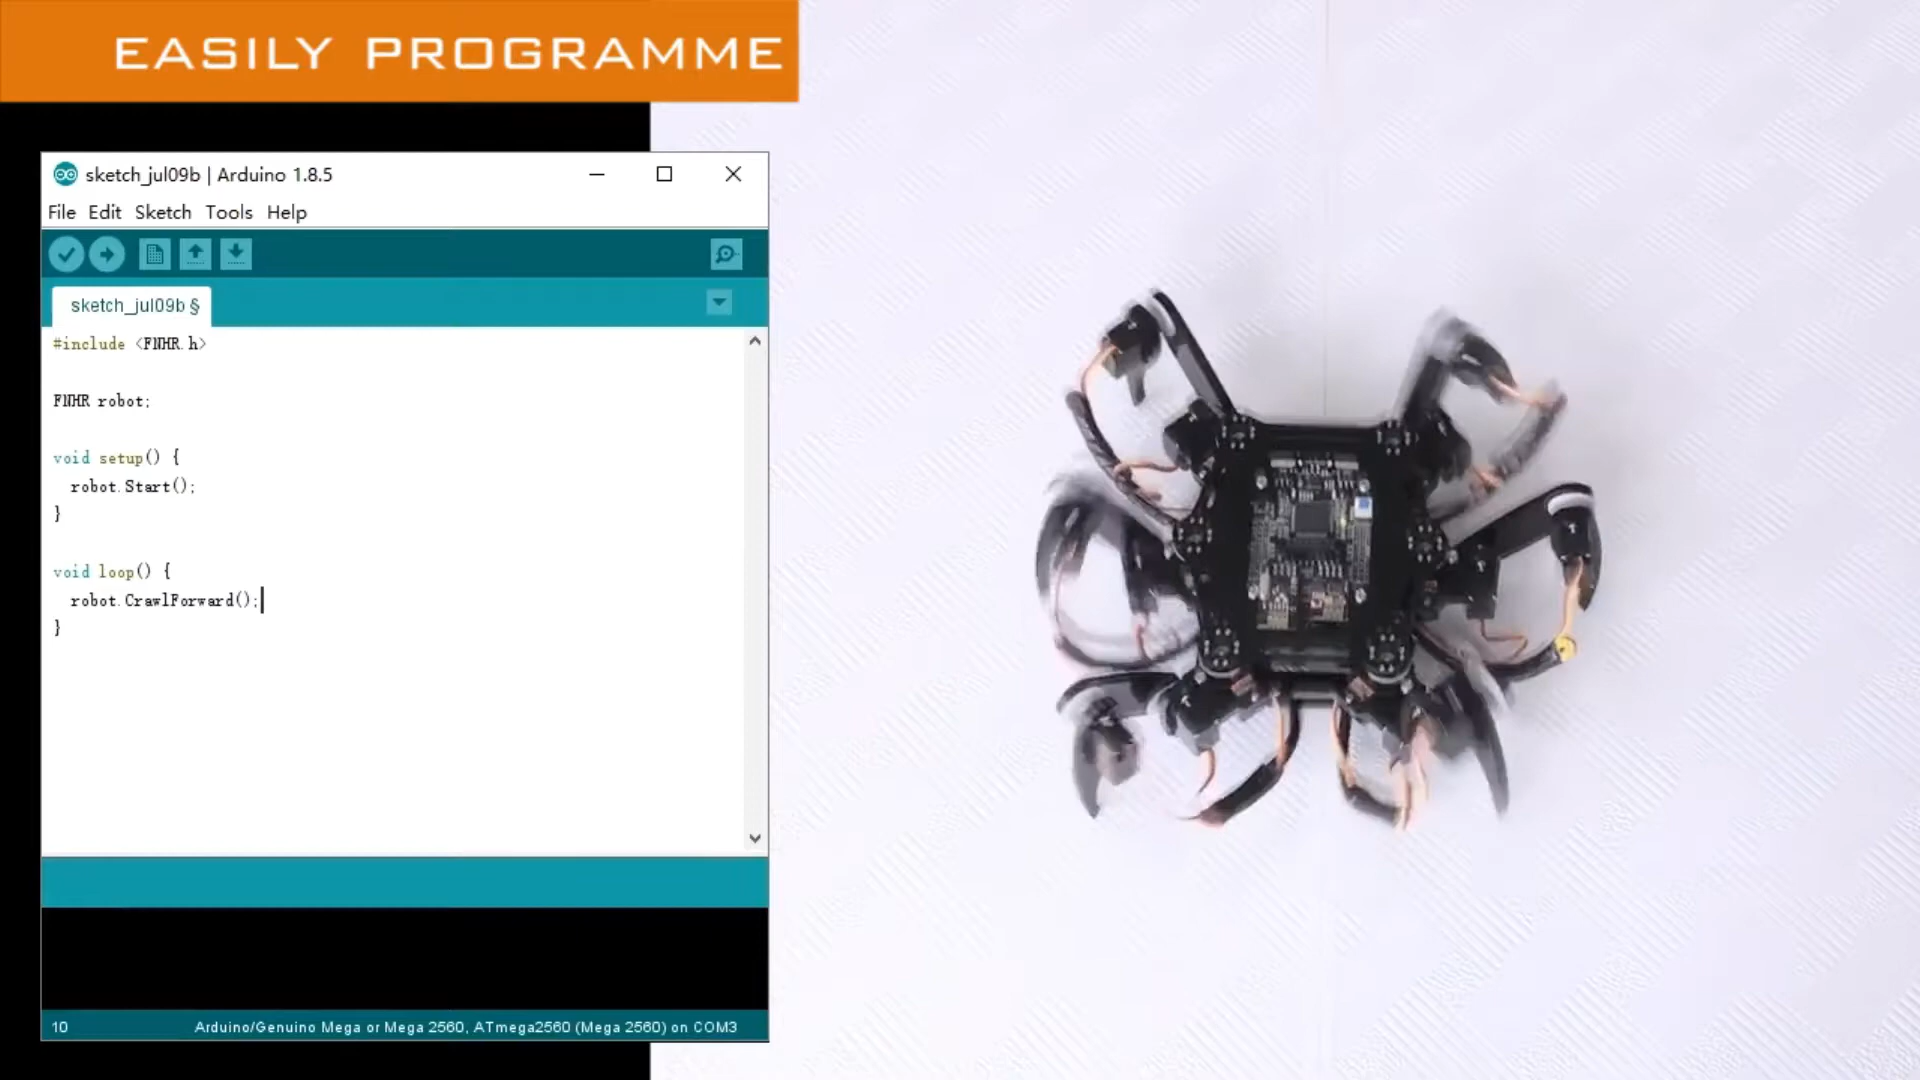 EASILY PROGRAMME
sketch_jul09b | Arduino 1.8.5
File Edit Sketch Tools Help
sketch_jul09b §
#include <FNHR.h>
FNHR robot;
void setup() {
robot.Start();
}
void loop() {
robot.CrawlForward();
}
10
Arduino/Genuino Mega or Mega 2560, ATmega2560 (Mega 2560) on COM3